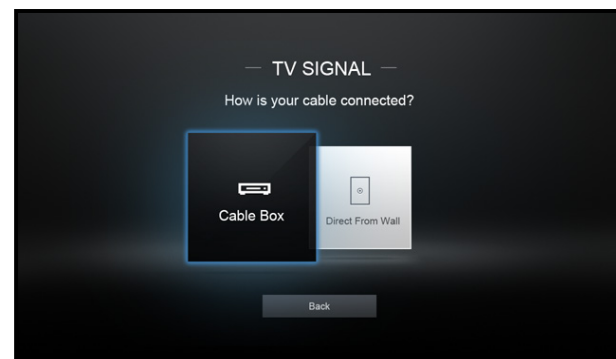 TV SIGNAL
How is your cable connected?
Cable Box
Direct From Wall
Back